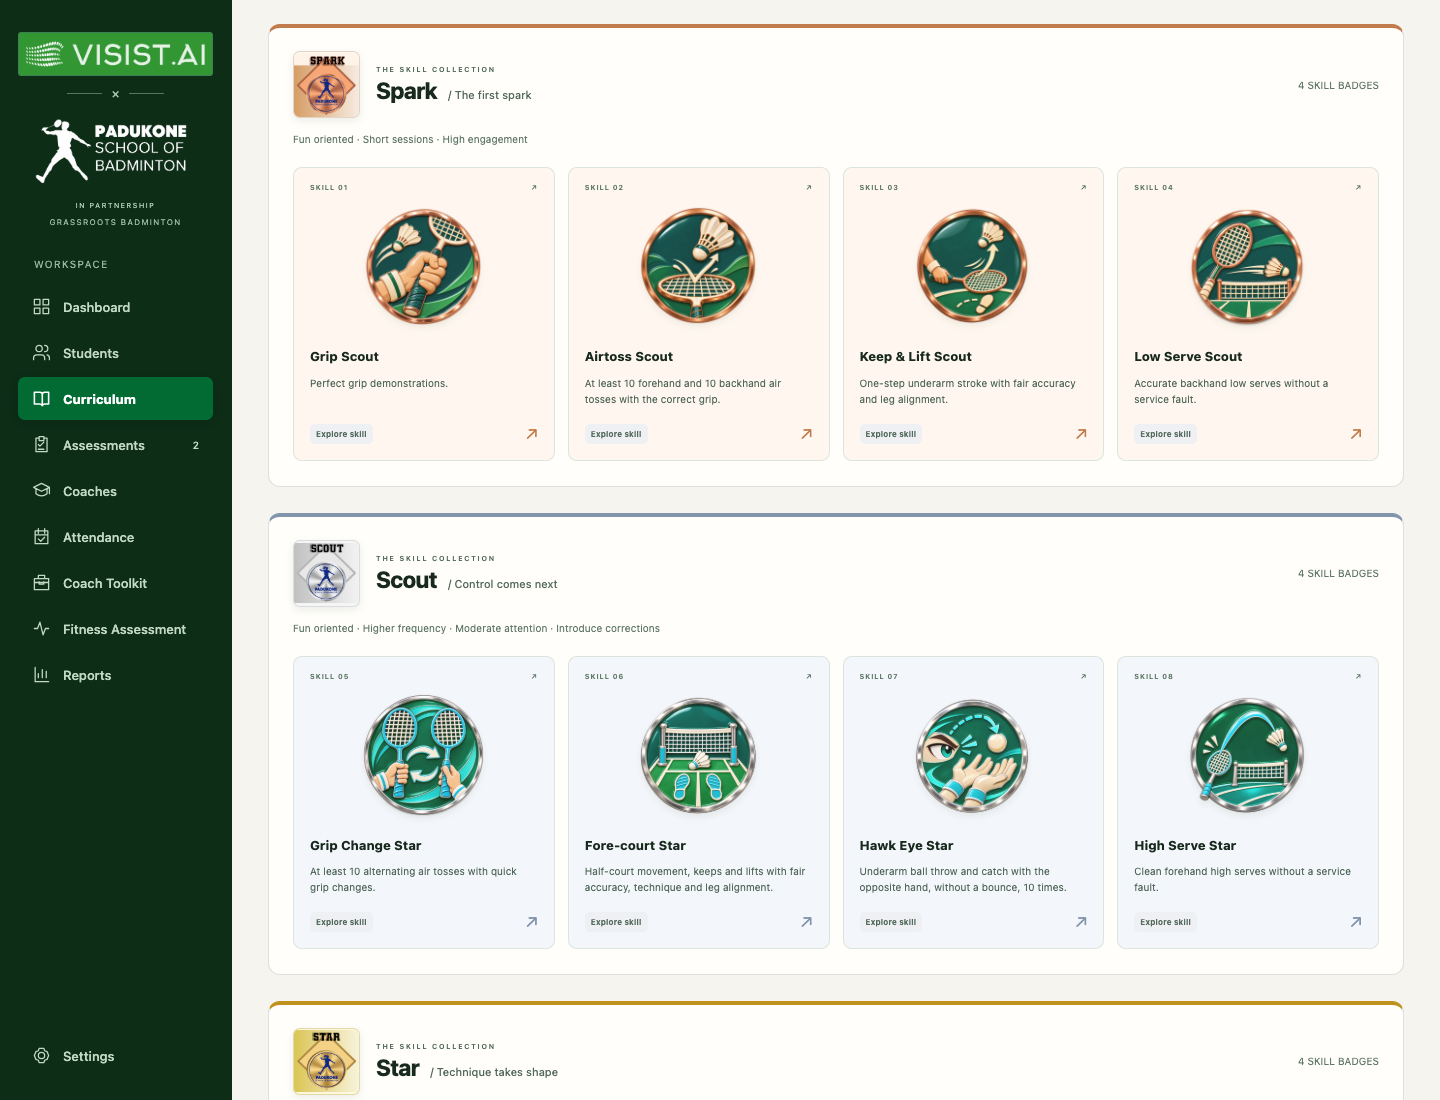 VISIST.AI
×
PADUKONE
SCHOOL OF
BADMINTON
IN PARTNERSHIP
GRASSROOTS BADMINTON
WORKSPACE
Dashboard
Students
Curriculum
Assessments 2
Coaches
Attendance
Coach Toolkit
Fitness Assessment
Reports
Settings
SPARK
PADUKONE
THE SKILL COLLECTION
Spark / The first spark
4 SKILL BADGES
Fun oriented · Short sessions · High engagement
SKILL 01
Grip Scout
Perfect grip demonstrations.
Explore skill
SKILL 02
Airtoss Scout
At least 10 forehand and 10 backhand air
tosses with the correct grip.
Explore skill
SKILL 03
Keep & Lift Scout
One-step underarm stroke with fair accuracy
and leg alignment.
Explore skill
SKILL 04
Low Serve Scout
Accurate backhand low serves without a
service fault.
Explore skill
SCOUT
PADUKONE
THE SKILL COLLECTION
Scout / Control comes next
4 SKILL BADGES
Fun oriented · Higher frequency · Moderate attention · Introduce corrections
SKILL 05
Grip Change Star
At least 10 alternating air tosses with quick
grip changes.
Explore skill
SKILL 06
Fore-court Star
Half-court movement, keeps and lifts with fair
accuracy, technique and leg alignment.
Explore skill
SKILL 07
Hawk Eye Star
Underarm ball throw and catch with the
opposite hand, without a bounce, 10 times.
Explore skill
SKILL 08
High Serve Star
Clean forehand high serves without a service
fault.
Explore skill
STAR
PADUKONE
THE SKILL COLLECTION
Star / Technique takes shape
4 SKILL BADGES